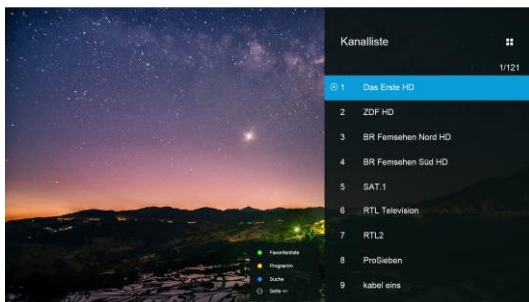 Kanalliste
1/121
1 Das Erste HD
2 ZDF HD
3 BR Fernsehen Nord HD
4 BR Fernsehen Süd HD
5 SAT.1
6 RTL Television
7 RTL2
8 ProSieben
9 kabel eins
Favoritenliste
Programm
Suche
Seite +/-